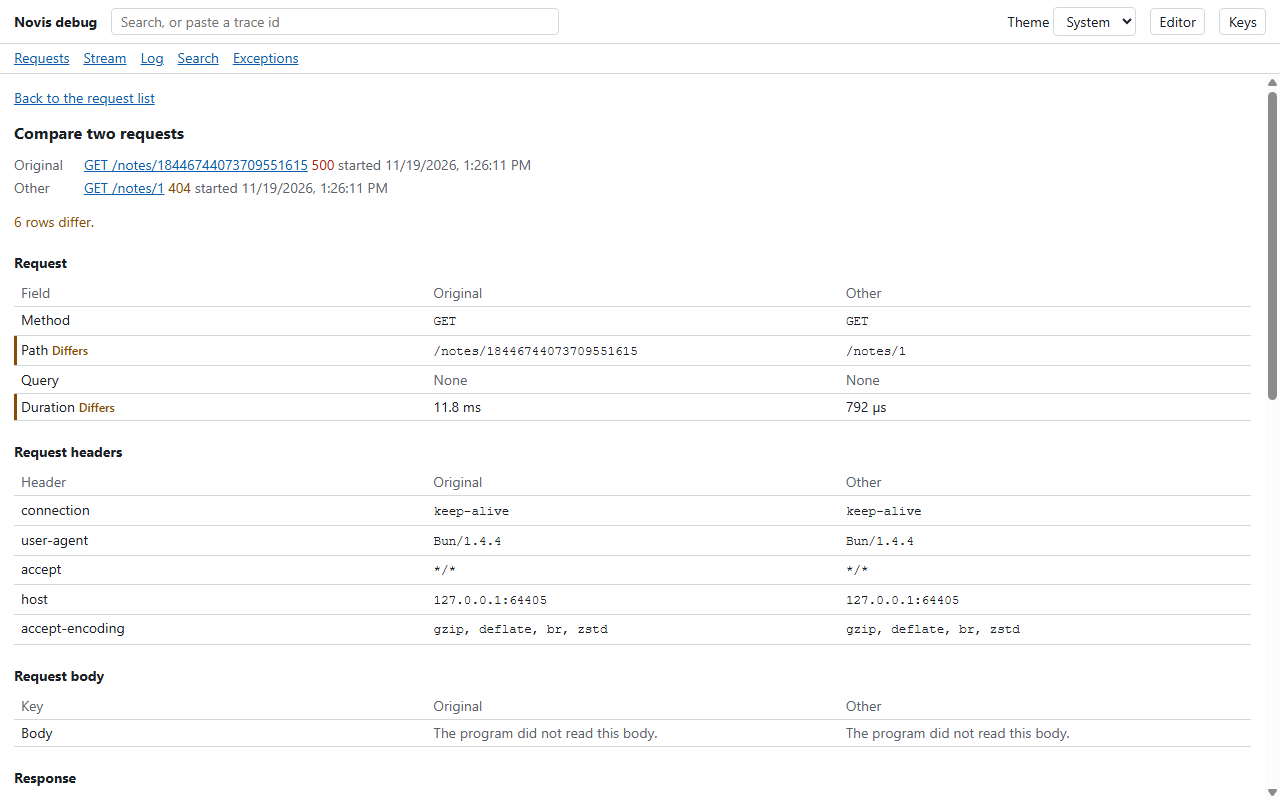 Novis debug Search, or paste a trace id Theme System Editor Keys
Requests Stream Log Search Exceptions
Back to the request list
Compare two requests
Original GET /notes/18446744073709551615 500 started 11/19/2026, 1:26:11 PM
Other GET /notes/1 404 started 11/19/2026, 1:26:11 PM
6 rows differ.
Request
Field Original Other
Method GET GET
Path Differs /notes/18446744073709551615 /notes/1
Query None None
Duration Differs 11.8 ms 792 µs
Request headers
Header Original Other
connection keep-alive keep-alive
user-agent Bun/1.4.4 Bun/1.4.4
accept */* */*
host 127.0.0.1:64405 127.0.0.1:64405
accept-encoding gzip, deflate, br, zstd gzip, deflate, br, zstd
Request body
Key Original Other
Body The program did not read this body. The program did not read this body.
Response